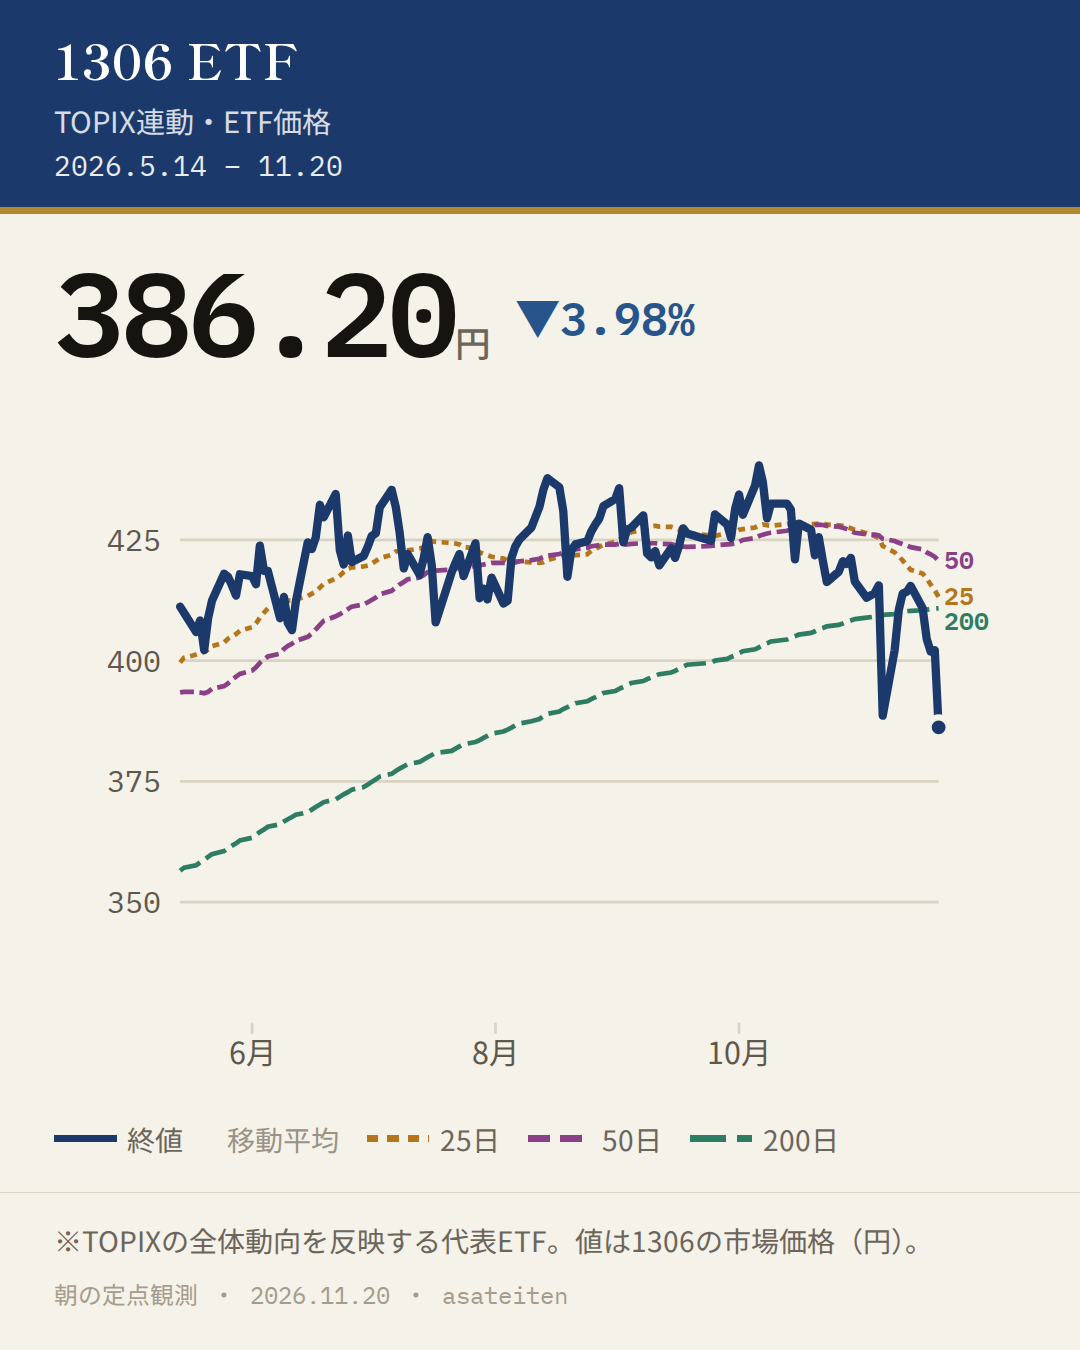 1306 ETF
TOPIX連動・ETF価格
2026.5.14 − 11.20
386.20円 ▼3.98%
425
400
375
350
50
25
200
6月 8月 10月
終値 移動平均 25日 50日 200日
※TOPIXの全体動向を反映する代表ETF。値は1306の市場価格（円）。
朝の定点観測 ・ 2026.11.20 ・ asateiten